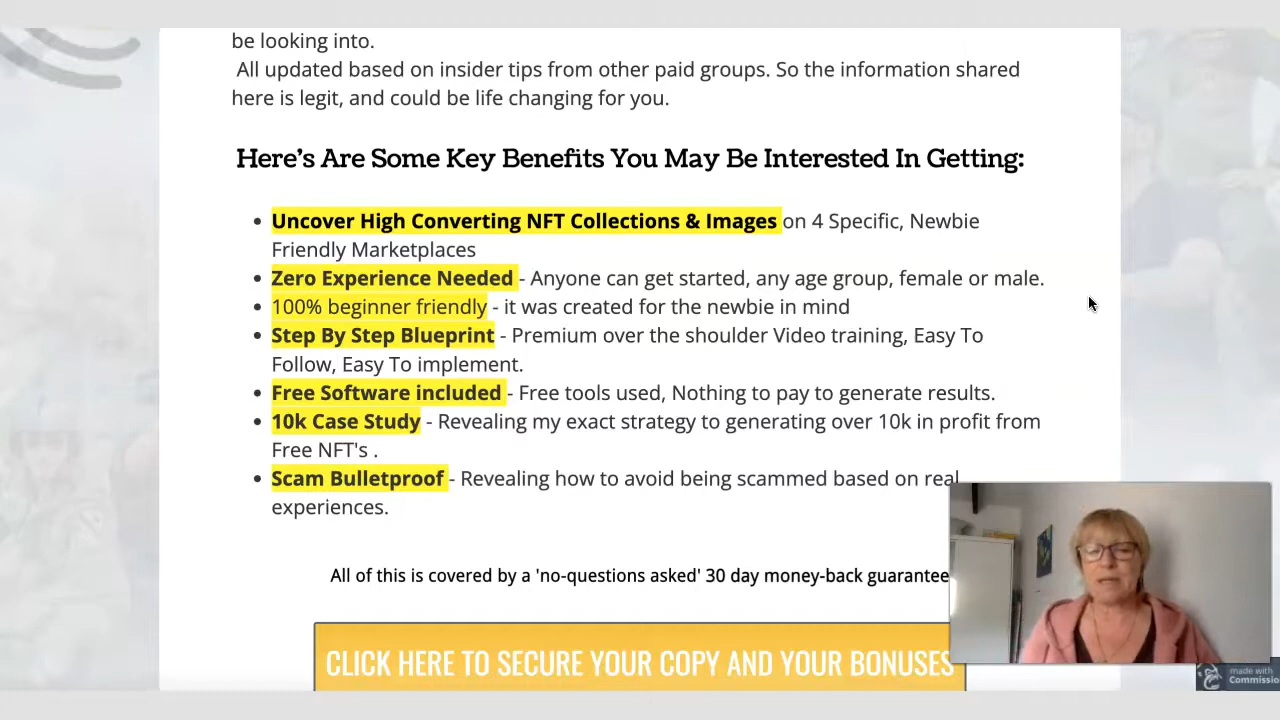 be looking into.
All updated based on insider tips from other paid groups. So the information shared
here is legit, and could be life changing for you.
Here's Are Some Key Benefits You May Be Interested In Getting:
• Uncover High Converting NFT Collections & Images on 4 Specific, Newbie
Friendly Marketplaces
• Zero Experience Needed - Anyone can get started, any age group, female or male.
• 100% beginner friendly - it was created for the newbie in mind
• Step By Step Blueprint - Premium over the shoulder Video training, Easy To
Follow, Easy To implement.
• Free Software included - Free tools used, Nothing to pay to generate results.
• 10k Case Study - Revealing my exact strategy to generating over 10k in profit from
Free NFT's .
• Scam Bulletproof - Revealing how to avoid being scammed based on real
experiences.
All of this is covered by a 'no-questions asked' 30 day money-back guarantee
CLICK HERE TO SECURE YOUR COPY AND YOUR BONUSES
made with
Commissio